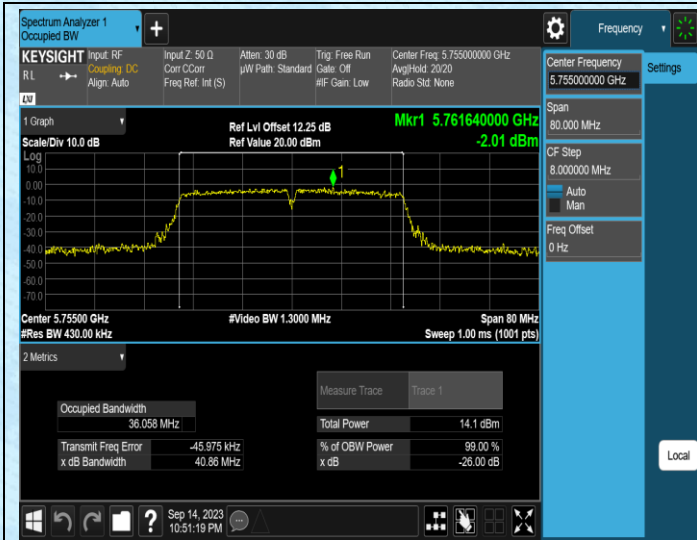 Spectrum Analyzer 1
Occupied BW
Frequency
KEYSIGHT
R L
LXI
Input: RF
Coupling: DC
Align: Auto
Input Z: 50 Ω
Corr CCorr
Freq Ref: Int (S)
Atten: 30 dB
µW Path: Standard
Trig: Free Run
Gate: Off
#IF Gain: Low
Center Freq: 5.755000000 GHz
Avg|Hold: 20/20
Radio Std: None
Center Frequency
5.755000000 GHz
Settings
Span
80.000 MHz
CF Step
8.000000 MHz
Auto
Man
Freq Offset
0 Hz
1 Graph
Scale/Div 10.0 dB
Ref Lvl Offset 12.25 dB
Ref Value 20.00 dBm
Mkr1 5.761640000 GHz
-2.01 dBm
Log
10.0
0.00
-10.0
-20.0
-30.0
-40.0
-50.0
-60.0
-70.0
1
Center 5.75500 GHz
#Res BW 430.00 kHz
#Video BW 1.3000 MHz
Span 80 MHz
Sweep 1.00 ms (1001 pts)
2 Metrics
Measure Trace
Trace 1
Occupied Bandwidth
36.058 MHz
Total Power
14.1 dBm
Transmit Freq Error
-45.975 kHz
% of OBW Power
99.00 %
x dB Bandwidth
40.86 MHz
x dB
-26.00 dB
Local
?
Sep 14, 2023
10:51:19 PM